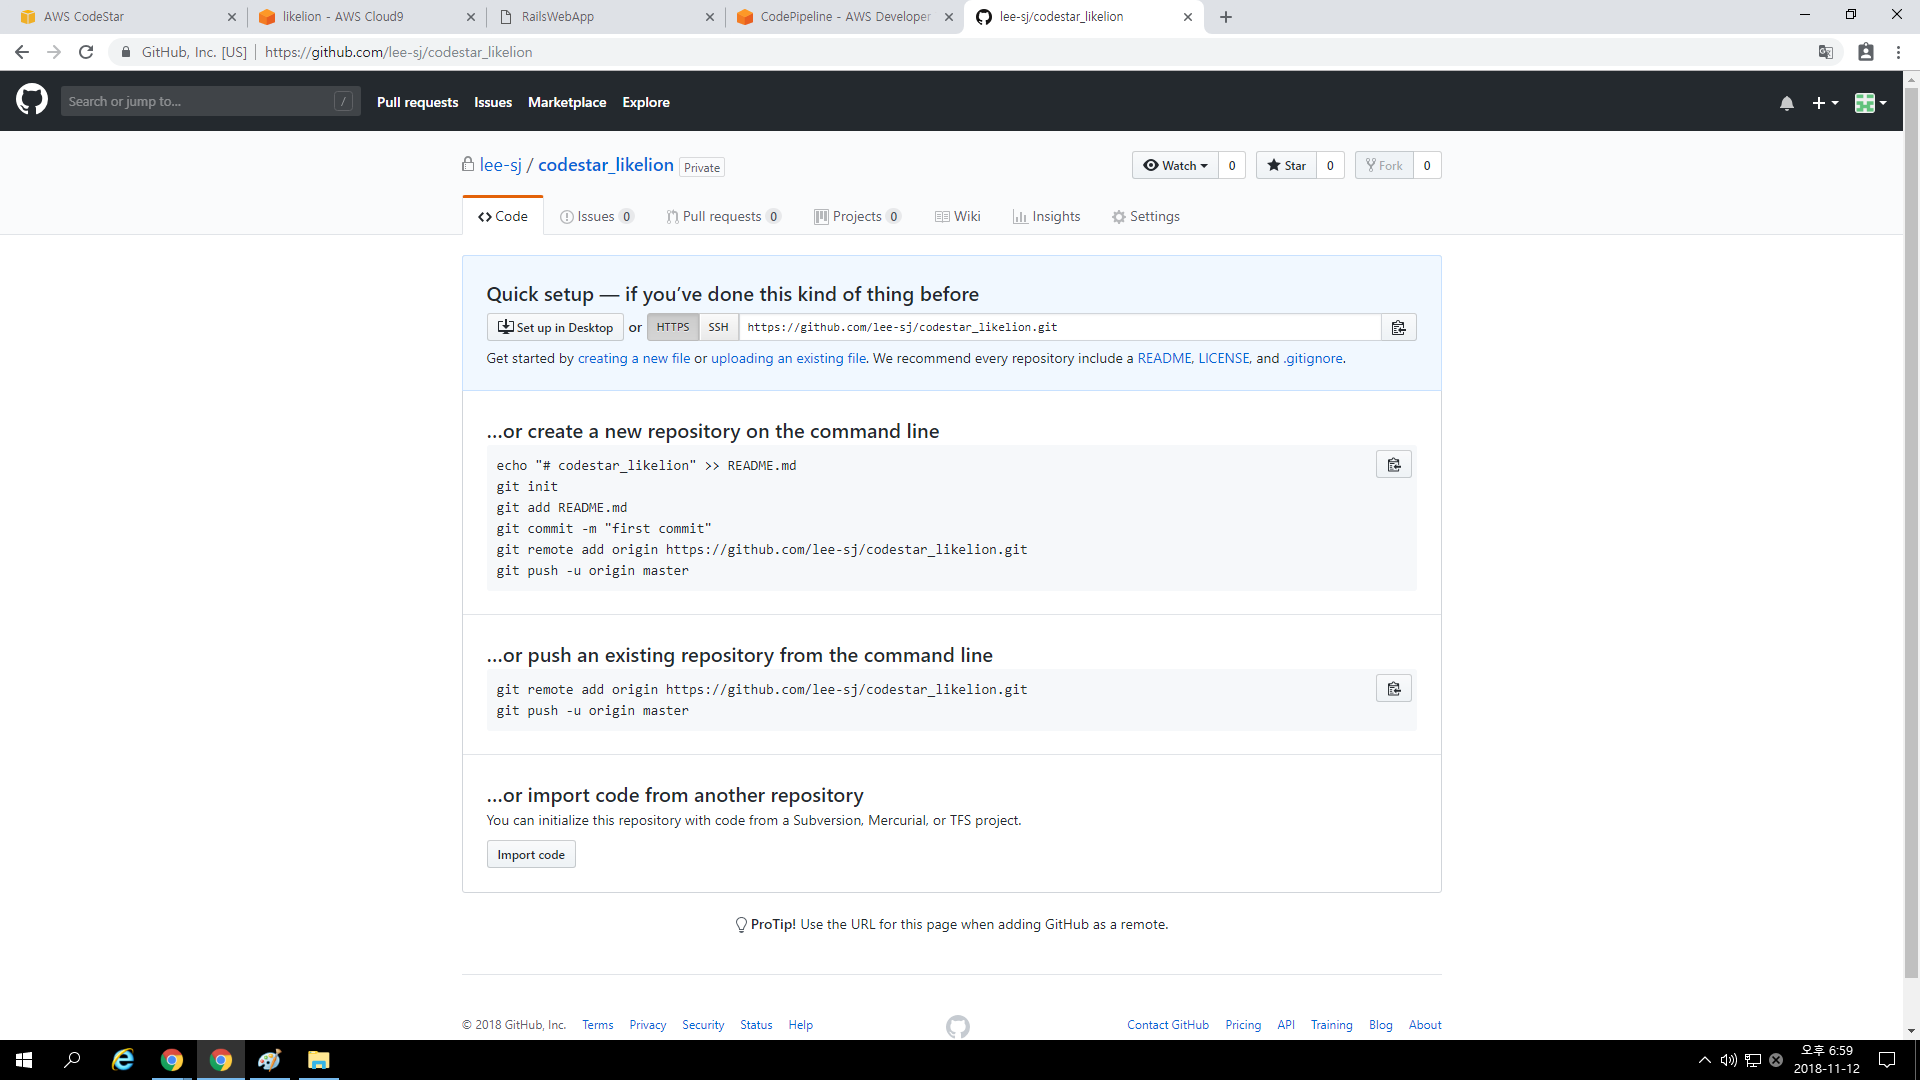 AWS CodeStar
likelion - AWS Cloud9
RailsWebApp
CodePipeline - AWS Developer
lee-sj/codestar_likelion
GitHub, Inc. [US] https://github.com/lee-sj/codestar_likelion
Search or jump to... /
Pull requests Issues Marketplace Explore
lee-sj / codestar_likelion Private
Watch 0 Star 0 Fork 0
Code Issues 0 Pull requests 0 Projects 0 Wiki Insights Settings
Quick setup — if you’ve done this kind of thing before
Set up in Desktop or HTTPS SSH https://github.com/lee-sj/codestar_likelion.git
Get started by creating a new file or uploading an existing file. We recommend every repository include a README, LICENSE, and .gitignore.
…or create a new repository on the command line
echo "# codestar_likelion" >> README.md
git init
git add README.md
git commit -m "first commit"
git remote add origin https://github.com/lee-sj/codestar_likelion.git
git push -u origin master
…or push an existing repository from the command line
git remote add origin https://github.com/lee-sj/codestar_likelion.git
git push -u origin master
…or import code from another repository
You can initialize this repository with code from a Subversion, Mercurial, or TFS project.
Import code
ProTip! Use the URL for this page when adding GitHub as a remote.
© 2018 GitHub, Inc. Terms Privacy Security Status Help
Contact GitHub Pricing API Training Blog About
오후 6:59
2018-11-12